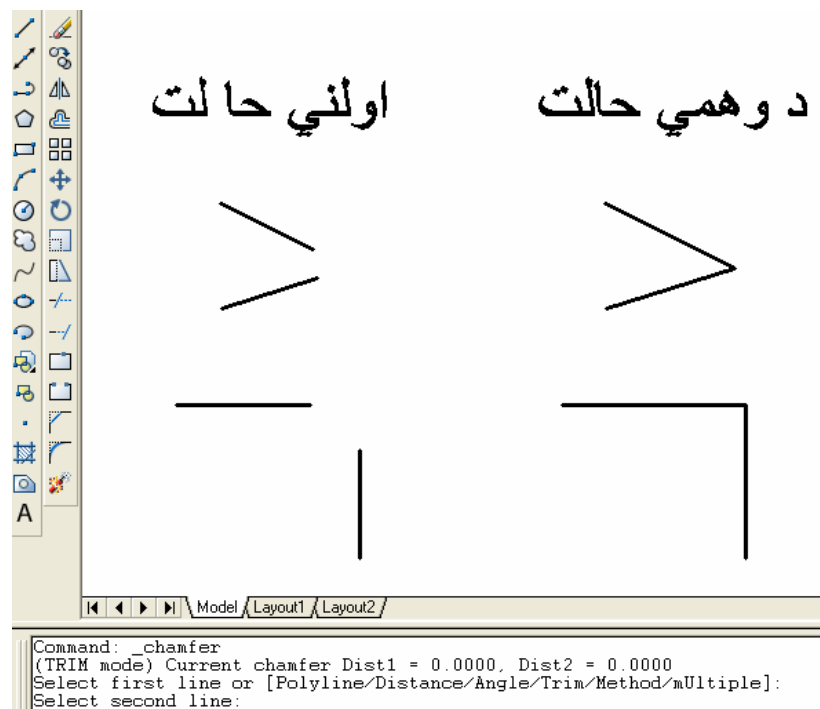 د وهمي حالت
اولني حا لت
A
Model Layout1 Layout2
Command: _chamfer
(TRIM mode) Current chamfer Dist1 = 0.0000, Dist2 = 0.0000
Select first line or [Polyline/Distance/Angle/Trim/Method/mUltiple]:
Select second line: